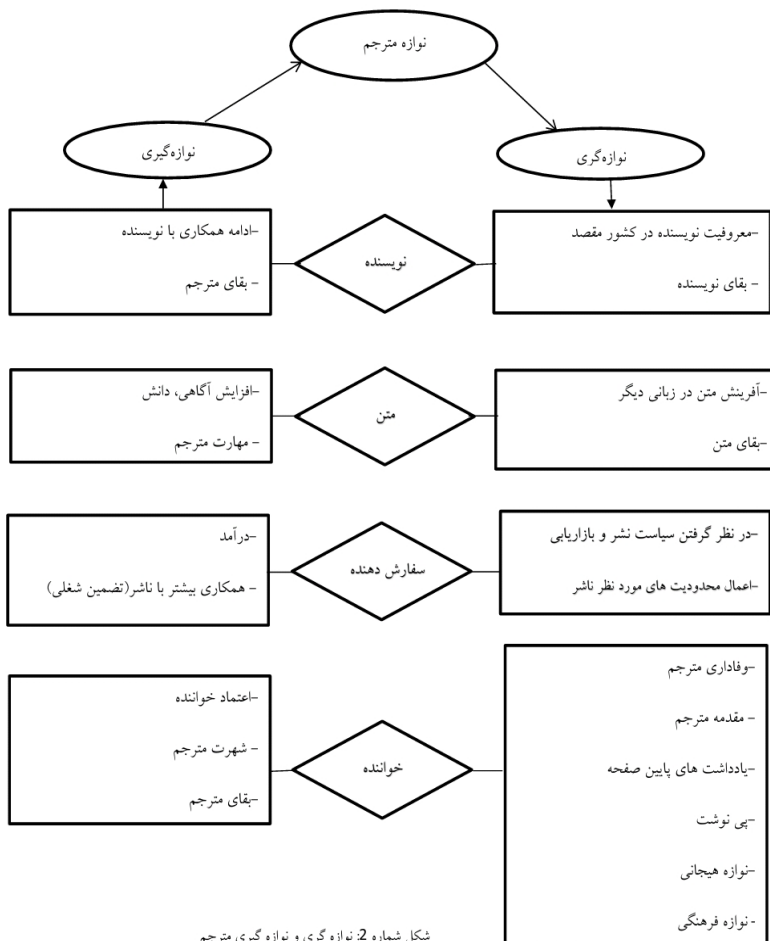 نوازه مترجم
نوازه‌گری
نوازه‌گیری
-معروفیت نویسنده در کشور مقصد
- بقای نویسنده
نویسنده
-ادامه همکاری با نویسنده
- بقای مترجم
-آفرینش متن در زبانی دیگر
-بقای متن
متن
-افزایش آگاهی، دانش
- مهارت مترجم
-در نظر گرفتن سیاست نشر و بازاریابی
-اعمال محدودیت های مورد نظر ناشر
سفارش دهنده
-درآمد
- همکاری بیشتر با ناشر(تضمین شغلی)
-وفاداری مترجم
- مقدمه مترجم
-یادداشت های پایین صفحه
-پی نوشت
-نوازه هیجانی
- نوازه فرهنگی
خواننده
-اعتماد خواننده
- شهرت مترجم
-بقای مترجم
شکل شماره 2: نوازه گری و نوازه گیری مترجم